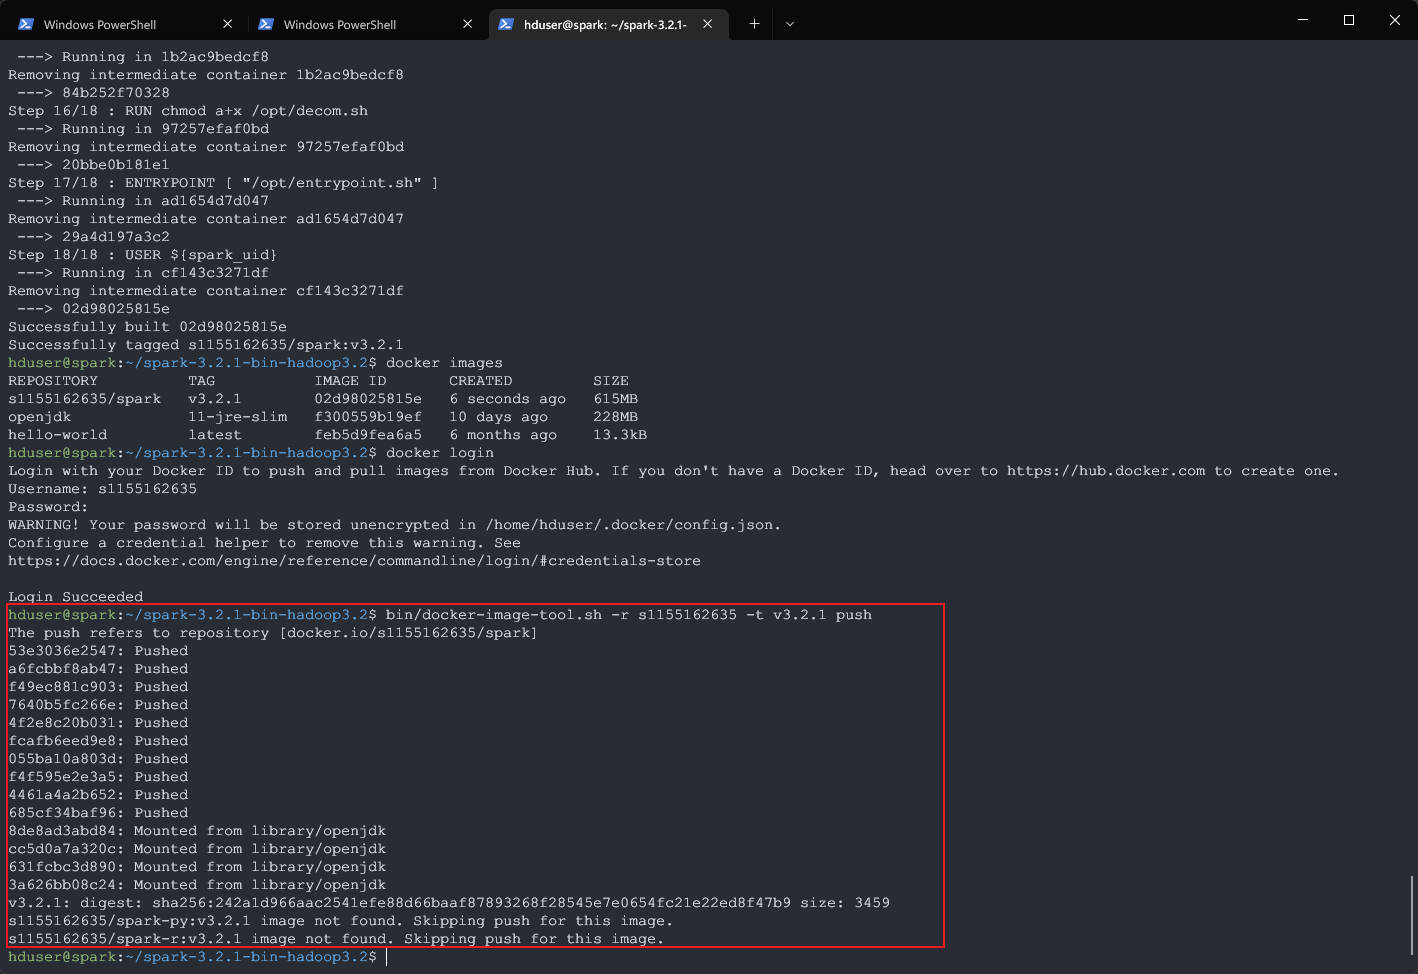 Windows PowerShell
Windows PowerShell
hduser@spark: ~/spark-3.2.1-
---> Running in 1b2ac9bedcf8
Removing intermediate container 1b2ac9bedcf8
---> 84b252f70328
Step 16/18 : RUN chmod a+x /opt/decom.sh
---> Running in 97257efaf0bd
Removing intermediate container 97257efaf0bd
---> 20bbe0b181e1
Step 17/18 : ENTRYPOINT [ "/opt/entrypoint.sh" ]
---> Running in ad1654d7d047
Removing intermediate container ad1654d7d047
---> 29a4d197a3c2
Step 18/18 : USER ${spark_uid}
---> Running in cf143c3271df
Removing intermediate container cf143c3271df
---> 02d98025815e
Successfully built 02d98025815e
Successfully tagged s1155162635/spark:v3.2.1
hduser@spark:~/spark-3.2.1-bin-hadoop3.2$ docker images
REPOSITORY TAG IMAGE ID CREATED SIZE
s1155162635/spark v3.2.1 02d98025815e 6 seconds ago 615MB
openjdk 11-jre-slim f300559b19ef 10 days ago 228MB
hello-world latest feb5d9fea6a5 6 months ago 13.3kB
hduser@spark:~/spark-3.2.1-bin-hadoop3.2$ docker login
Login with your Docker ID to push and pull images from Docker Hub. If you don't have a Docker ID, head over to https://hub.docker.com to create one.
Username: s1155162635
Password:
WARNING! Your password will be stored unencrypted in /home/hduser/.docker/config.json.
Configure a credential helper to remove this warning. See
https://docs.docker.com/engine/reference/commandline/login/#credentials-store
Login Succeeded
hduser@spark:~/spark-3.2.1-bin-hadoop3.2$ bin/docker-image-tool.sh -r s1155162635 -t v3.2.1 push
The push refers to repository [docker.io/s1155162635/spark]
53e3036e2547: Pushed
a6fcbbf8ab47: Pushed
f49ec881c903: Pushed
7640b5fc266e: Pushed
4f2e8c20b031: Pushed
fcafb6eed9e8: Pushed
055ba10a803d: Pushed
f4f595e2e3a5: Pushed
4461a4a2b652: Pushed
685cf34baf96: Pushed
8de8ad3abd84: Mounted from library/openjdk
cc5d0a7a320c: Mounted from library/openjdk
631fcbc3d890: Mounted from library/openjdk
3a626bb08c24: Mounted from library/openjdk
v3.2.1: digest: sha256:242a1d966aac2541efe88d66baaf87893268f28545e7e0654fc21e22ed8f47b9 size: 3459
s1155162635/spark-py:v3.2.1 image not found. Skipping push for this image.
s1155162635/spark-r:v3.2.1 image not found. Skipping push for this image.
hduser@spark:~/spark-3.2.1-bin-hadoop3.2$